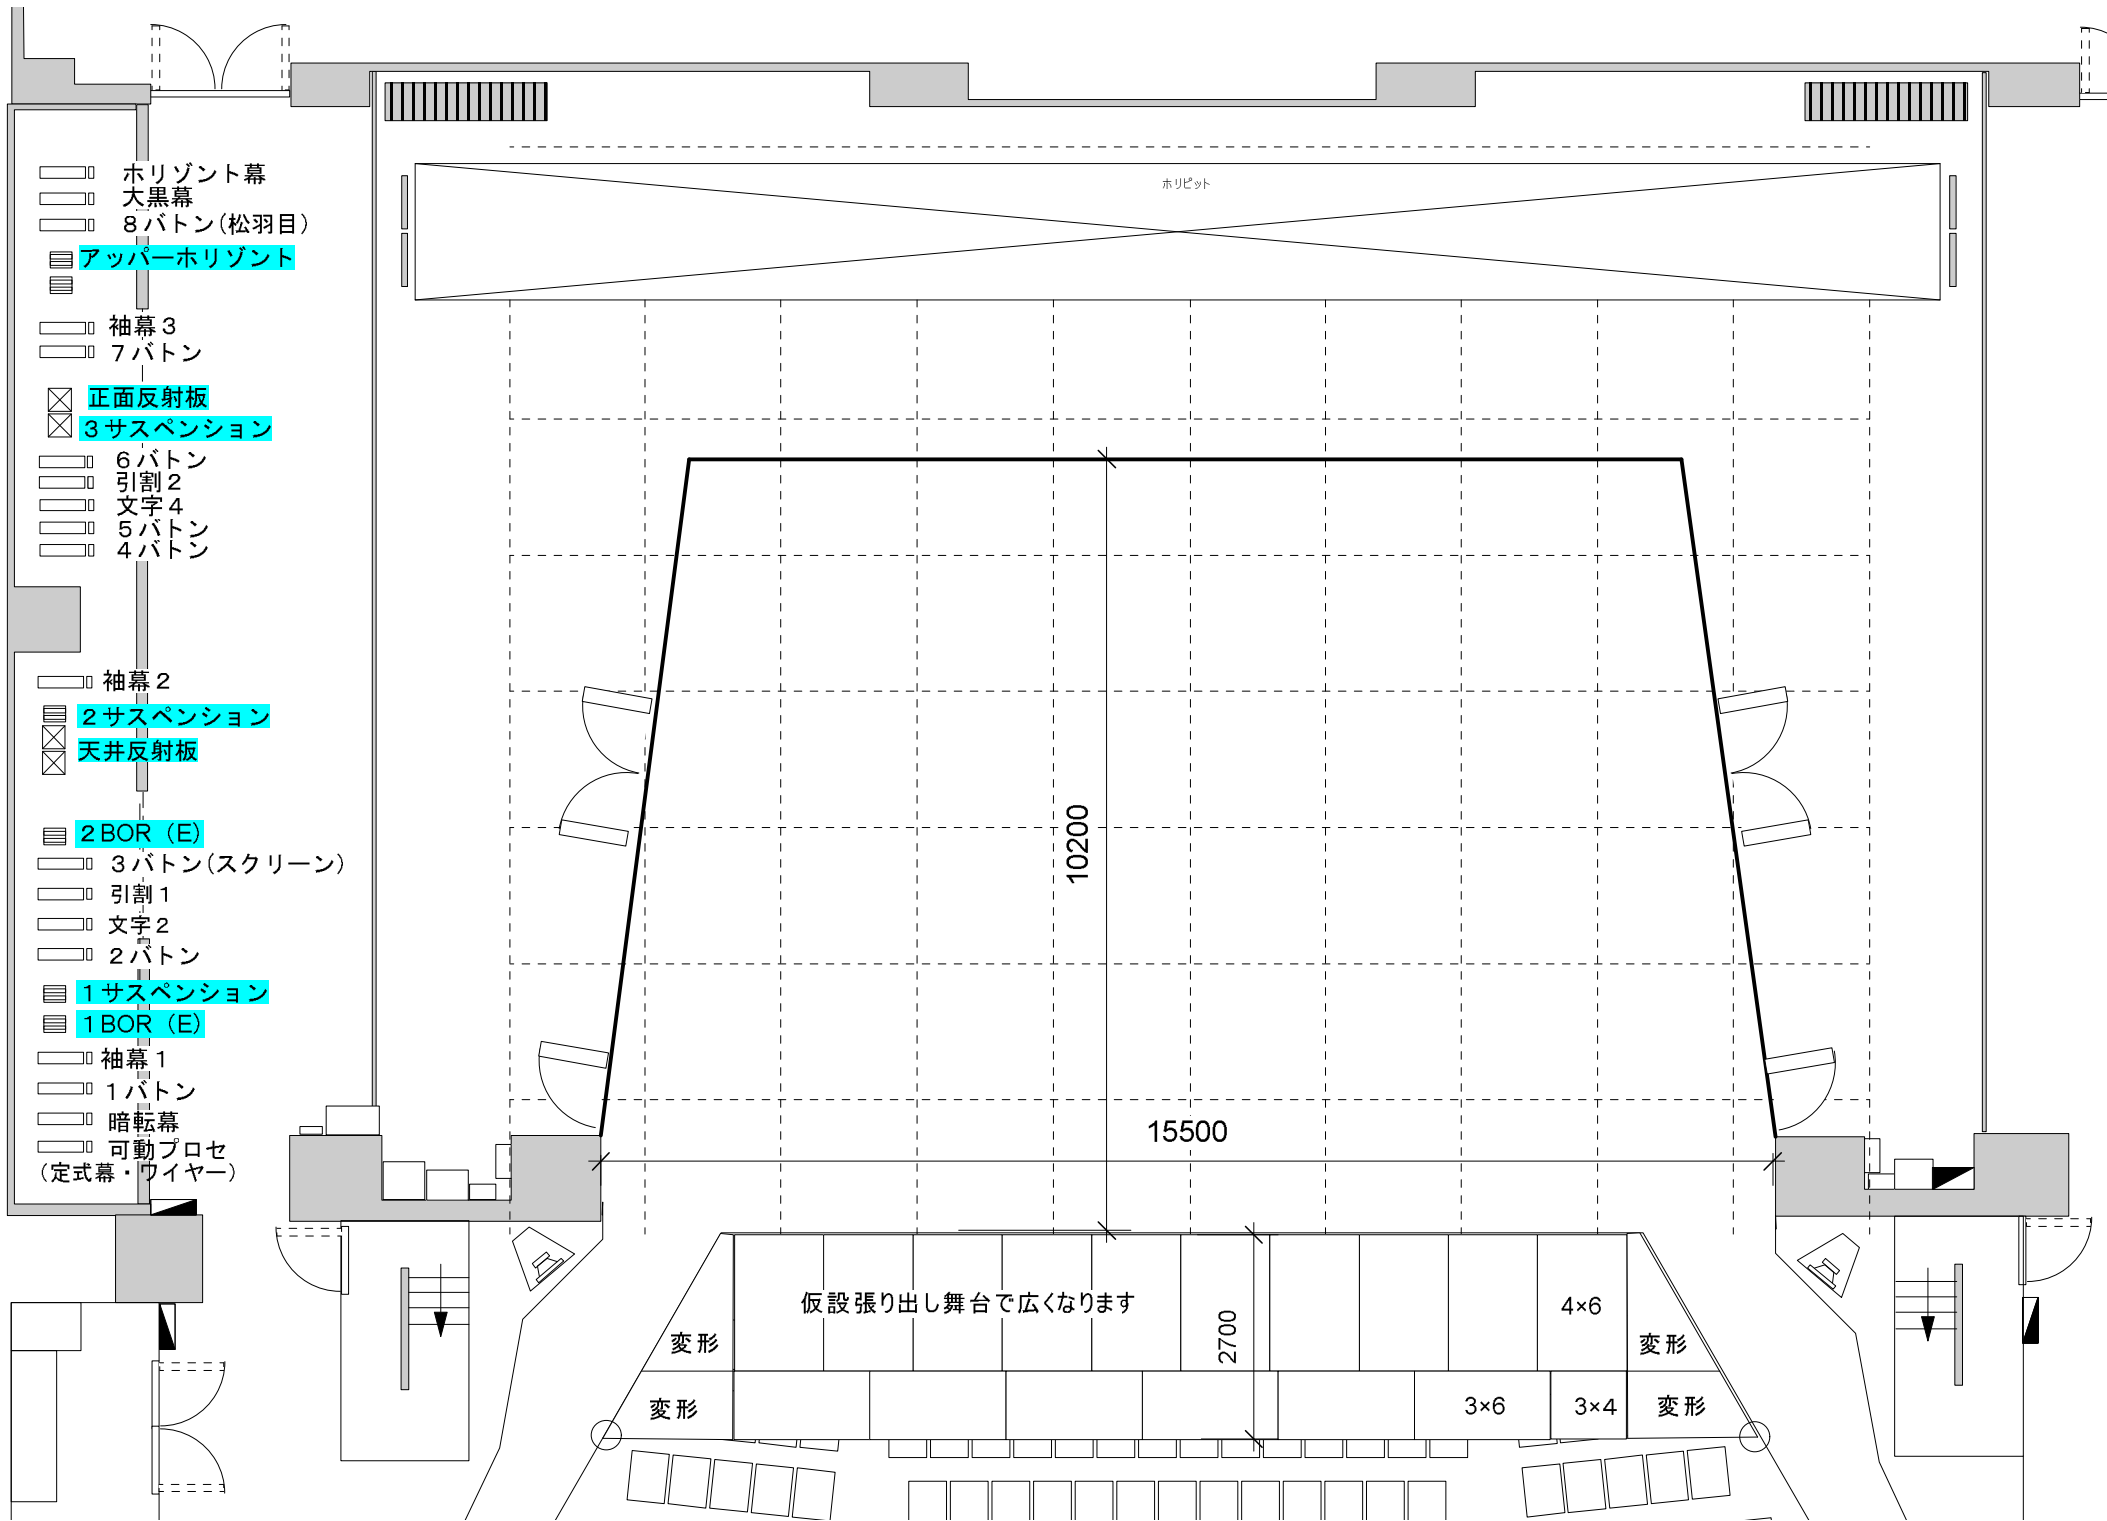 ホリゾント幕
大黒幕
8バトン(松羽目)
アッパーホリゾント
袖幕3
7バトン
正面反射板
3サスペンション
6バトン
引割2
文字4
5バトン
4バトン
袖幕2
2サスペンション
天井反射板
2BOR (E)
3バトン(スクリーン)
引割1
文字2
2バトン
1サスペンション
1BOR (E)
袖幕1
1バトン
暗転幕
可動プロセ
(定式幕・ワイヤー)
ホリピット
10200
15500
仮設張り出し舞台で広くなります
2700
4×6
変形
変形
変形
3×6
3×4
変形